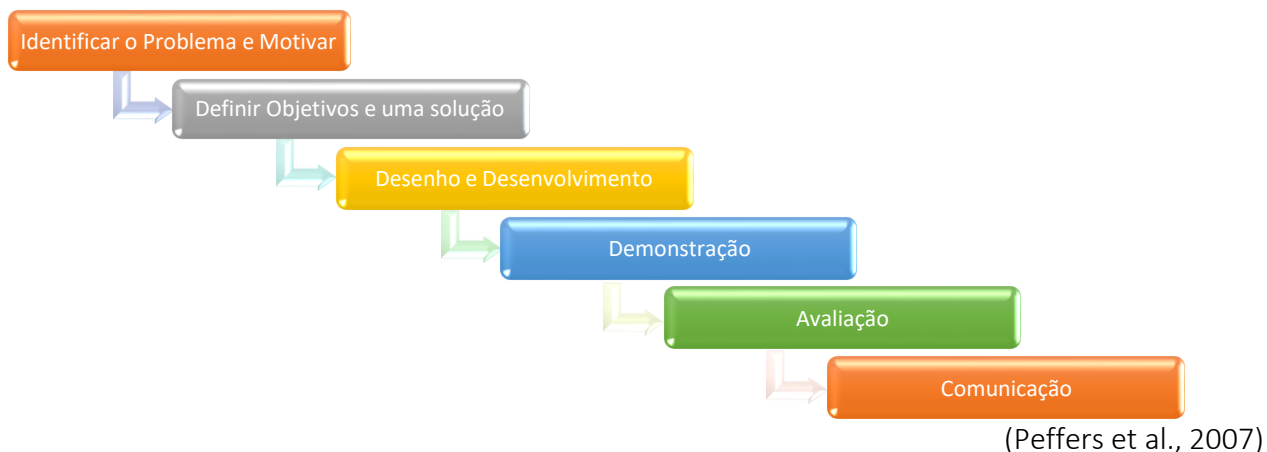 Identificar o Problema e Motivar
Definir Objetivos e uma solução
Desenho e Desenvolvimento
Demonstração
Avaliação
Comunicação
(Peffers et al., 2007)